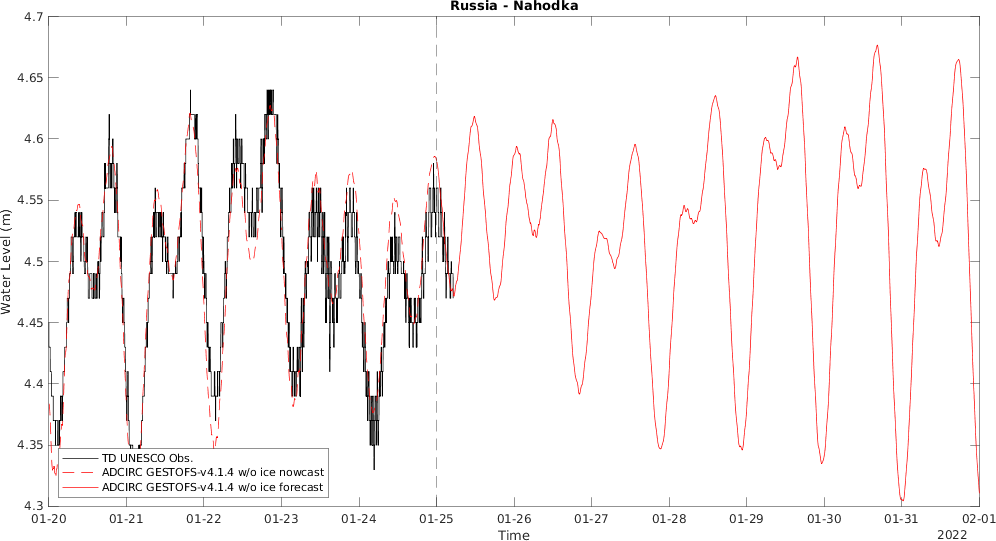 Russia - Nahodka
4.7
4.65
4.6
4.55
4.5
4.45
4.4
4.35
4.3
Water Level (m)
TD UNESCO Obs.
ADCIRC GESTOFS-v4.1.4 w/o ice nowcast
ADCIRC GESTOFS-v4.1.4 w/o ice forecast
01-20 01-21 01-22 01-23 01-24 01-25 01-26 01-27 01-28 01-29 01-30 01-31 02-01
Time
2022